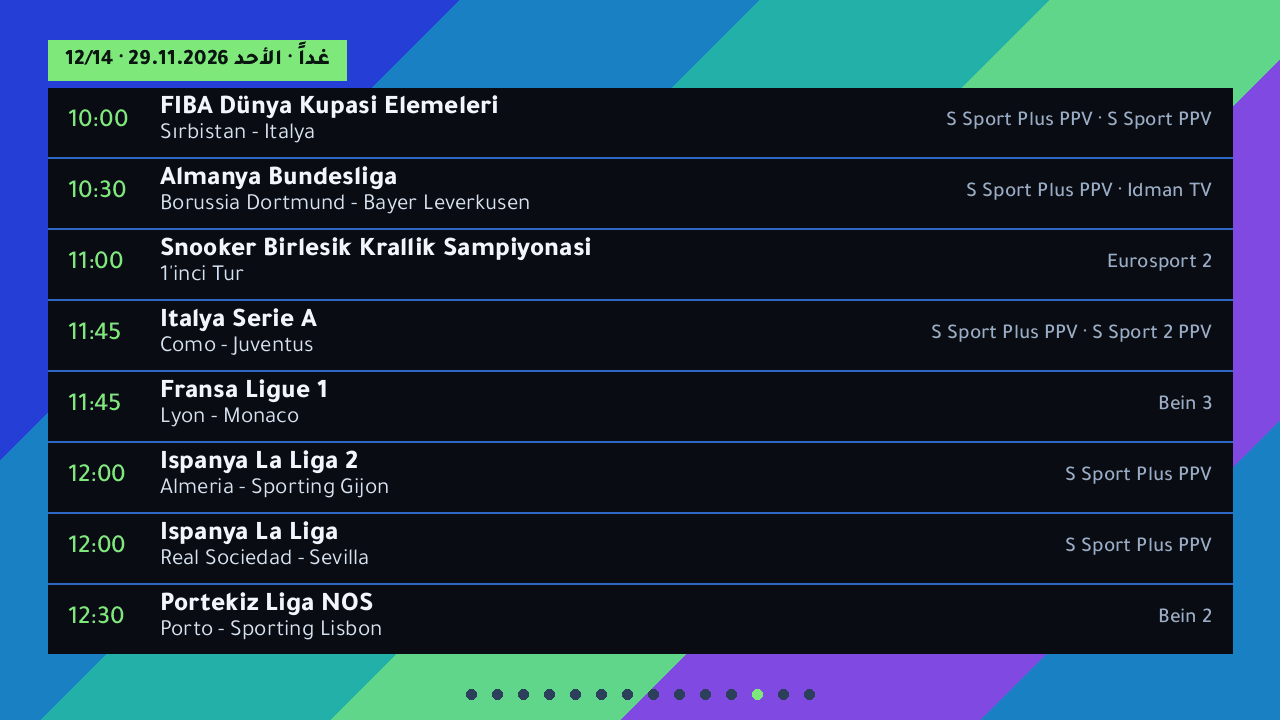 غداً · الأحد 29.11.2026 · 12/14
10:00 FIBA Dünya Kupasi Elemeleri S Sport Plus PPV · S Sport PPV
Sırbistan - Italya
10:30 Almanya Bundesliga S Sport Plus PPV · Idman TV
Borussia Dortmund - Bayer Leverkusen
11:00 Snooker Birlesik Krallik Sampiyonasi Eurosport 2
1'inci Tur
11:45 Italya Serie A S Sport Plus PPV · S Sport 2 PPV
Como - Juventus
11:45 Fransa Ligue 1 Bein 3
Lyon - Monaco
12:00 Ispanya La Liga 2 S Sport Plus PPV
Almeria - Sporting Gijon
12:00 Ispanya La Liga S Sport Plus PPV
Real Sociedad - Sevilla
12:30 Portekiz Liga NOS Bein 2
Porto - Sporting Lisbon